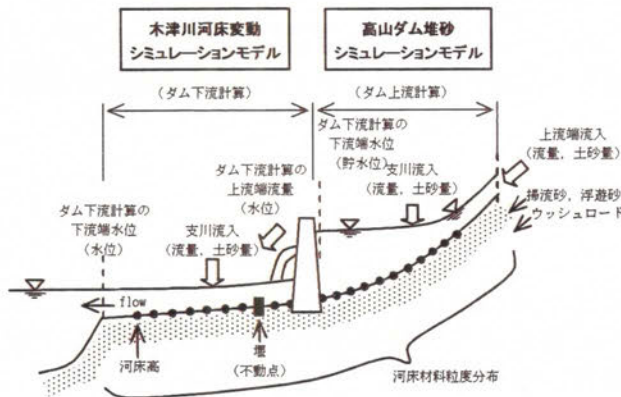 木津川河床変動
シミュレーションモデル
高山ダム堆砂
シミュレーションモデル
(ダム下流計算)
(ダム上流計算)
ダム下流計算の
下流端水位
(貯水位)
上流端流入
(流量，土砂量)
ダム下流計算の
上流端流量
(水位)
支川流入
(流量，土砂量)
掃流砂，浮遊砂
ウッシュロード
ダム下流計算の
下流端水位
(水位)
支川流入
(流量，土砂量)
flow
河床高
堰
(不動点)
河床材料粒度分布